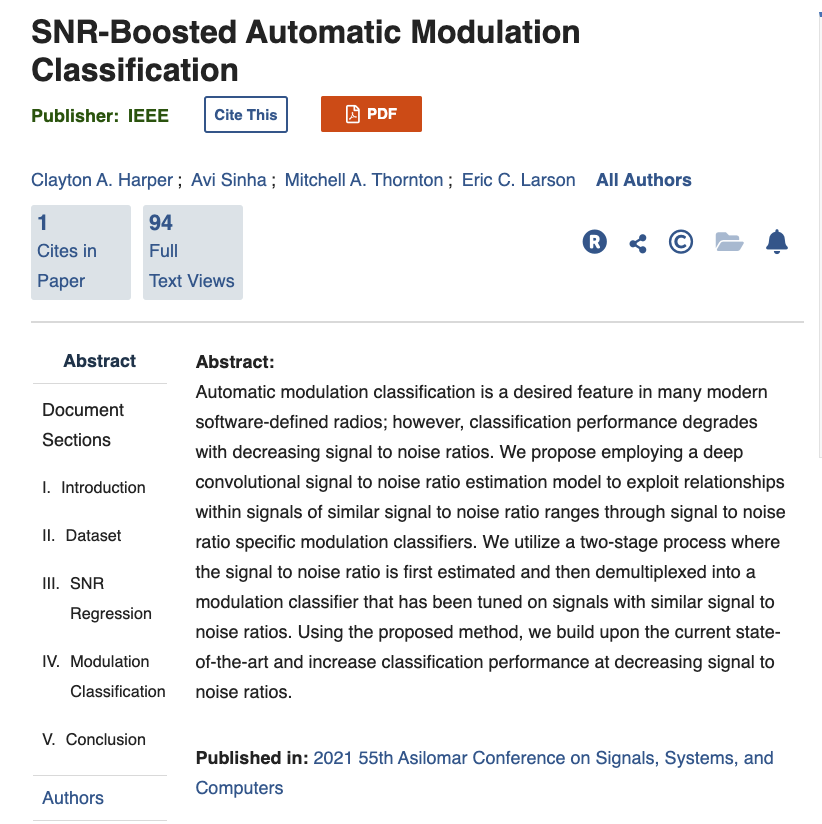 SNR-Boosted Automatic Modulation
Classification
Publisher: IEEE
Cite This
PDF
Clayton A. Harper ; Avi Sinha ; Mitchell A. Thornton ; Eric C. Larson All Authors
1
Cites in
Paper
94
Full
Text Views
R
C
Abstract
Document
Sections
I. Introduction
II. Dataset
III. SNR
Regression
IV. Modulation
Classification
V. Conclusion
Authors
Abstract:
Automatic modulation classification is a desired feature in many modern
software-defined radios; however, classification performance degrades
with decreasing signal to noise ratios. We propose employing a deep
convolutional signal to noise ratio estimation model to exploit relationships
within signals of similar signal to noise ratio ranges through signal to noise
ratio specific modulation classifiers. We utilize a two-stage process where
the signal to noise ratio is first estimated and then demultiplexed into a
modulation classifier that has been tuned on signals with similar signal to
noise ratios. Using the proposed method, we build upon the current state-
of-the-art and increase classification performance at decreasing signal to
noise ratios.
Published in: 2021 55th Asilomar Conference on Signals, Systems, and
Computers